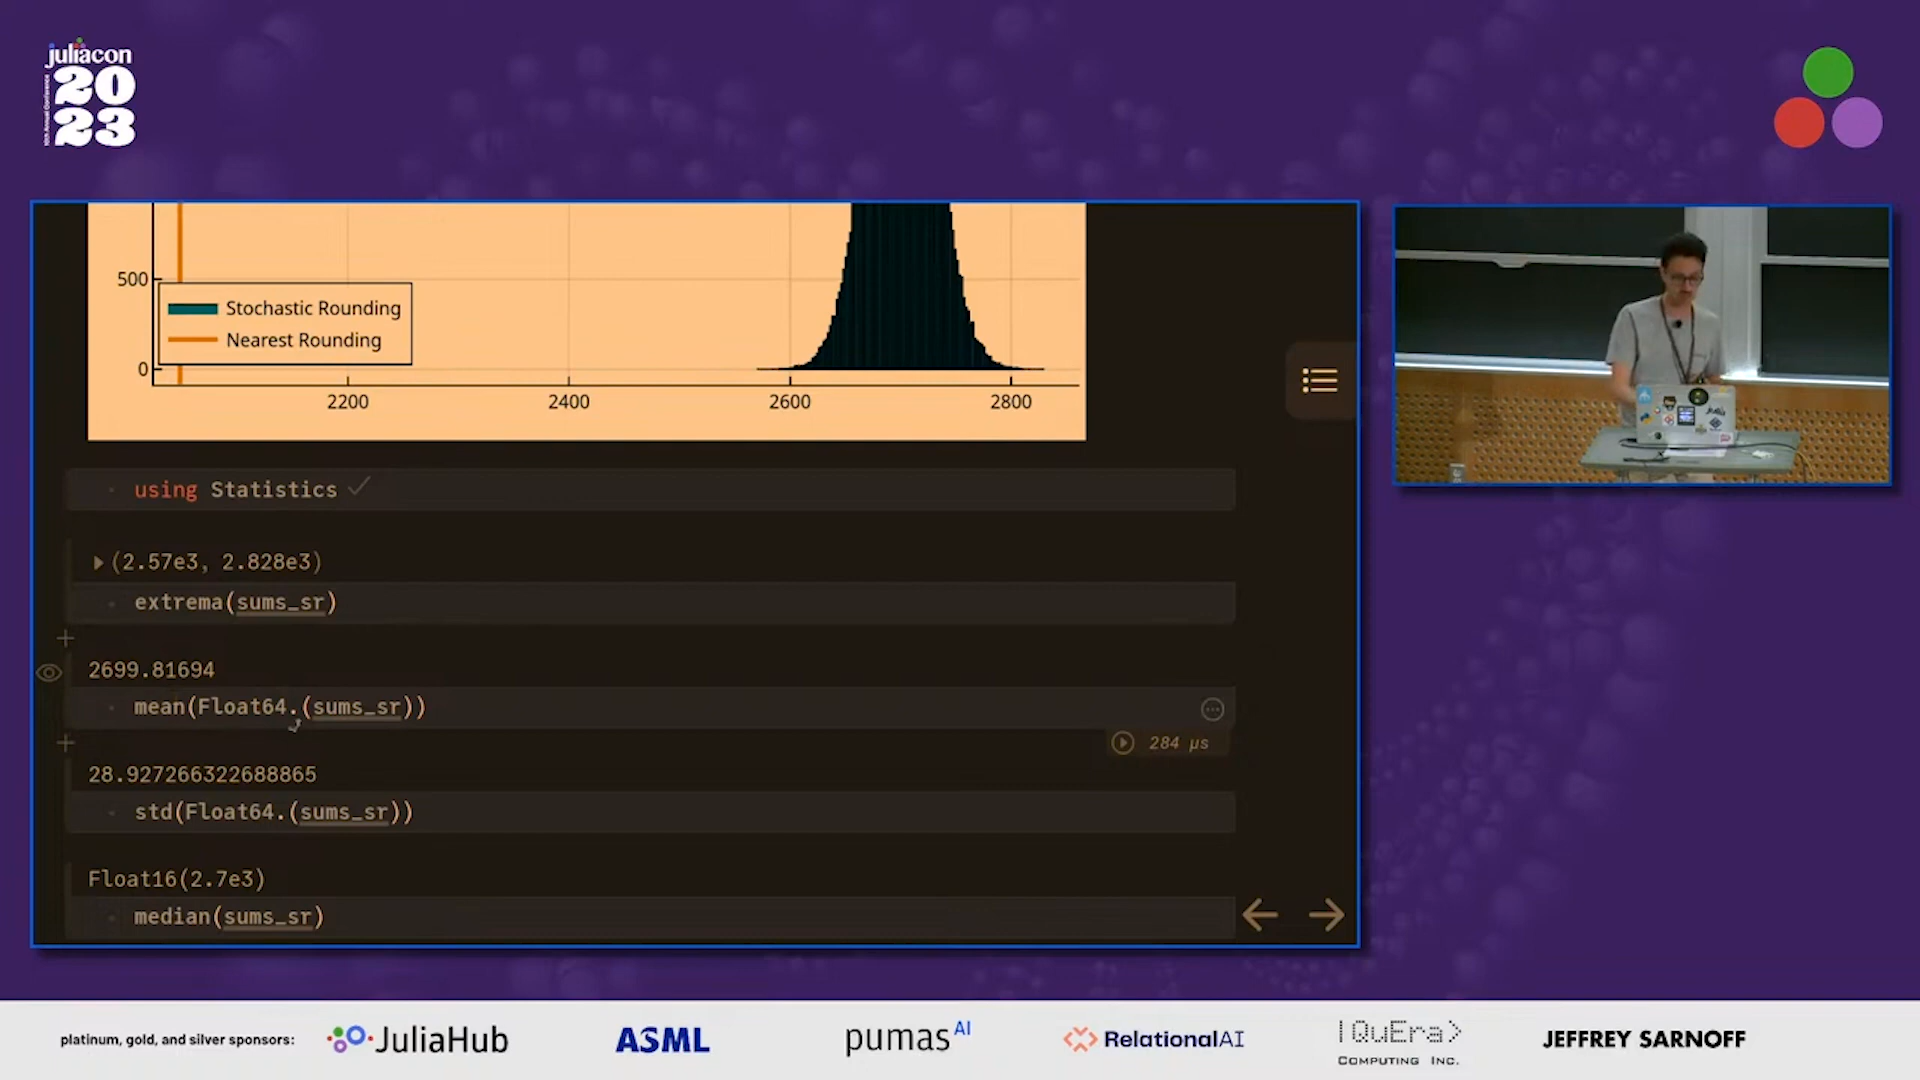 juliacon
2023
500
Stochastic Rounding
Nearest Rounding
0
2200 2400 2600 2800
using Statistics
(2.57e3, 2.828e3)
extrema(sums_sr)
2699.81694
mean(Float64.(sums_sr))
284 μs
28.927266322688865
std(Float64.(sums_sr))
Float16(2.7e3)
median(sums_sr)
platinum, gold, and silver sponsors:
JuliaHub
ASML
pumasAI
RelationalAI
|QuEra>
COMPUTING INC.
JEFFREY SARNOFF